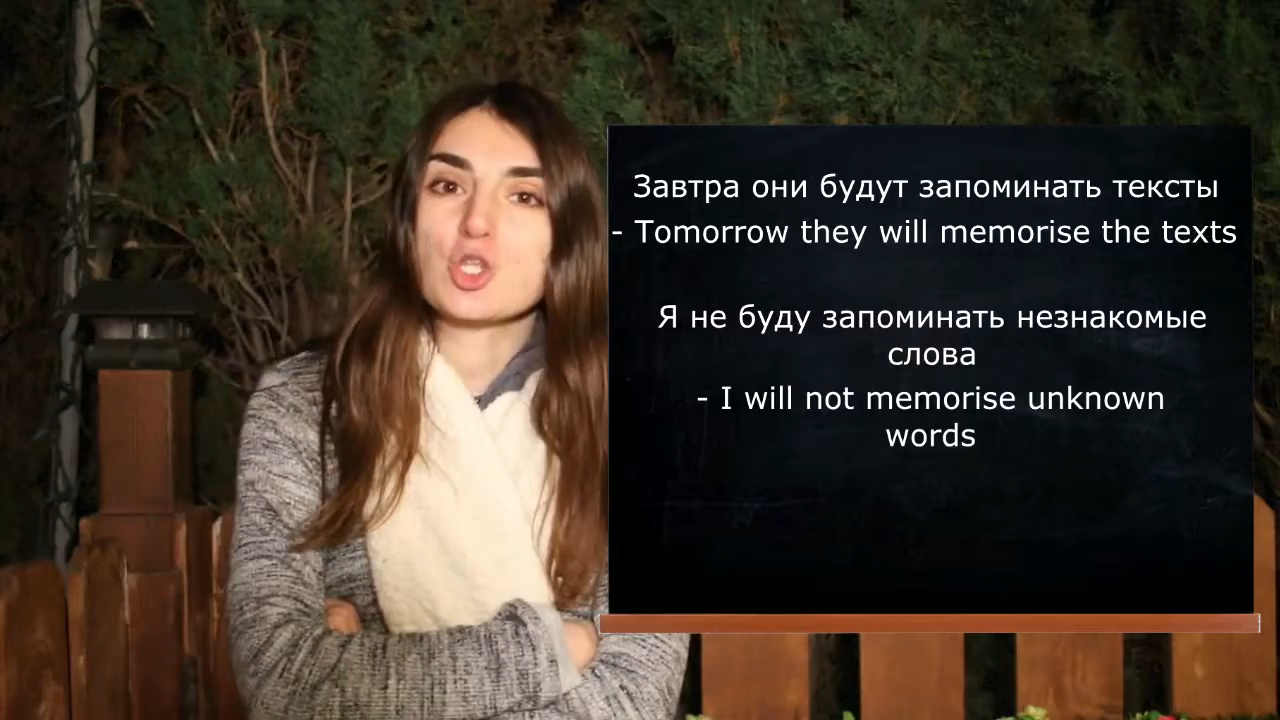 Завтра они будут запоминать тексты
- Tomorrow they will memorise the texts
Я не буду запоминать незнакомые
слова
- I will not memorise unknown
words